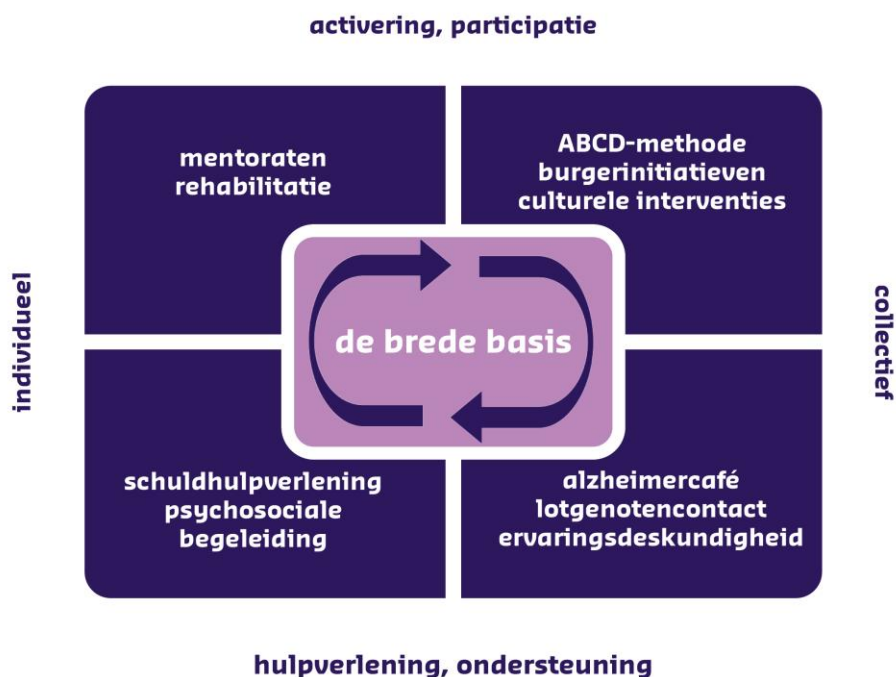 activering, participatie
mentoraten
rehabilitatie
ABCD-methode
burgerinitiatieven
culturele interventies
individueel
de brede basis
collectief
schuldhulpverlening
psychosociale
begeleiding
alzheimercafé
lotgenotencontact
ervaringsdeskundigheid
hulpverlening, ondersteuning